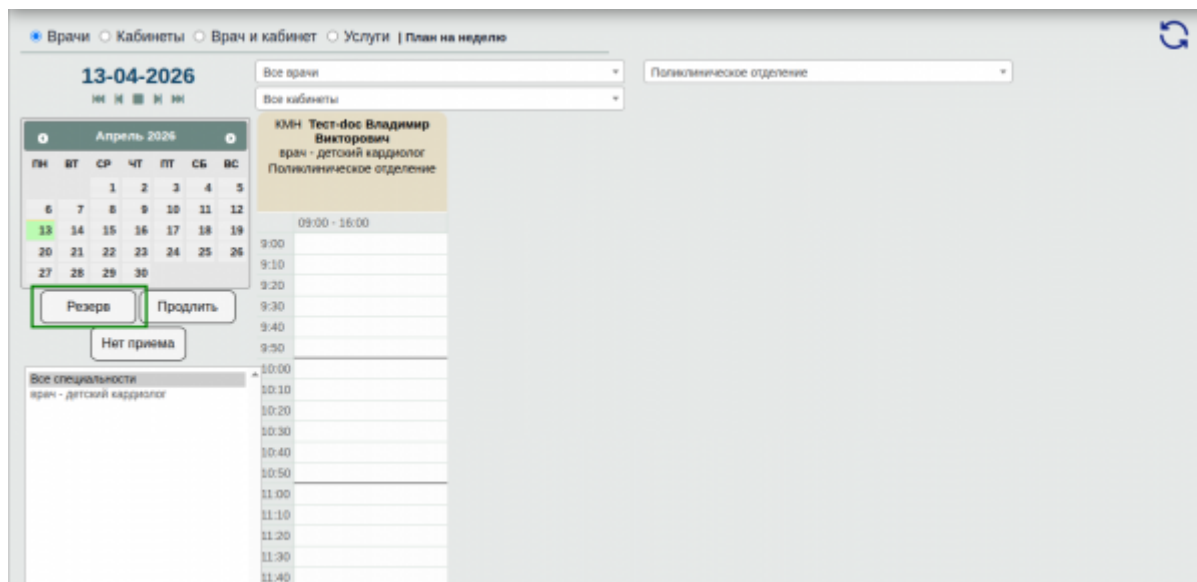 Врачи Кабинеты Врач и кабинет Услуги | План на неделю
13-04-2026
Все врачи
Поликлиническое отделение
Все кабинеты
Апрель 2026
ПН ВТ СР ЧТ ПТ СБ ВС
1 2 3 4 5
6 7 8 9 10 11 12
13 14 15 16 17 18 19
20 21 22 23 24 25 26
27 28 29 30
Резерв Продлить
Нет приема
Все специальности
врач - детский кардиолог
КМН Тест-doc Владимир
Викторович
врач - детский кардиолог
Поликлиническое отделение
09:00 - 16:00
9:00
9:10
9:20
9:30
9:40
9:50
10:00
10:10
10:20
10:30
10:40
10:50
11:00
11:10
11:20
11:30
11:40